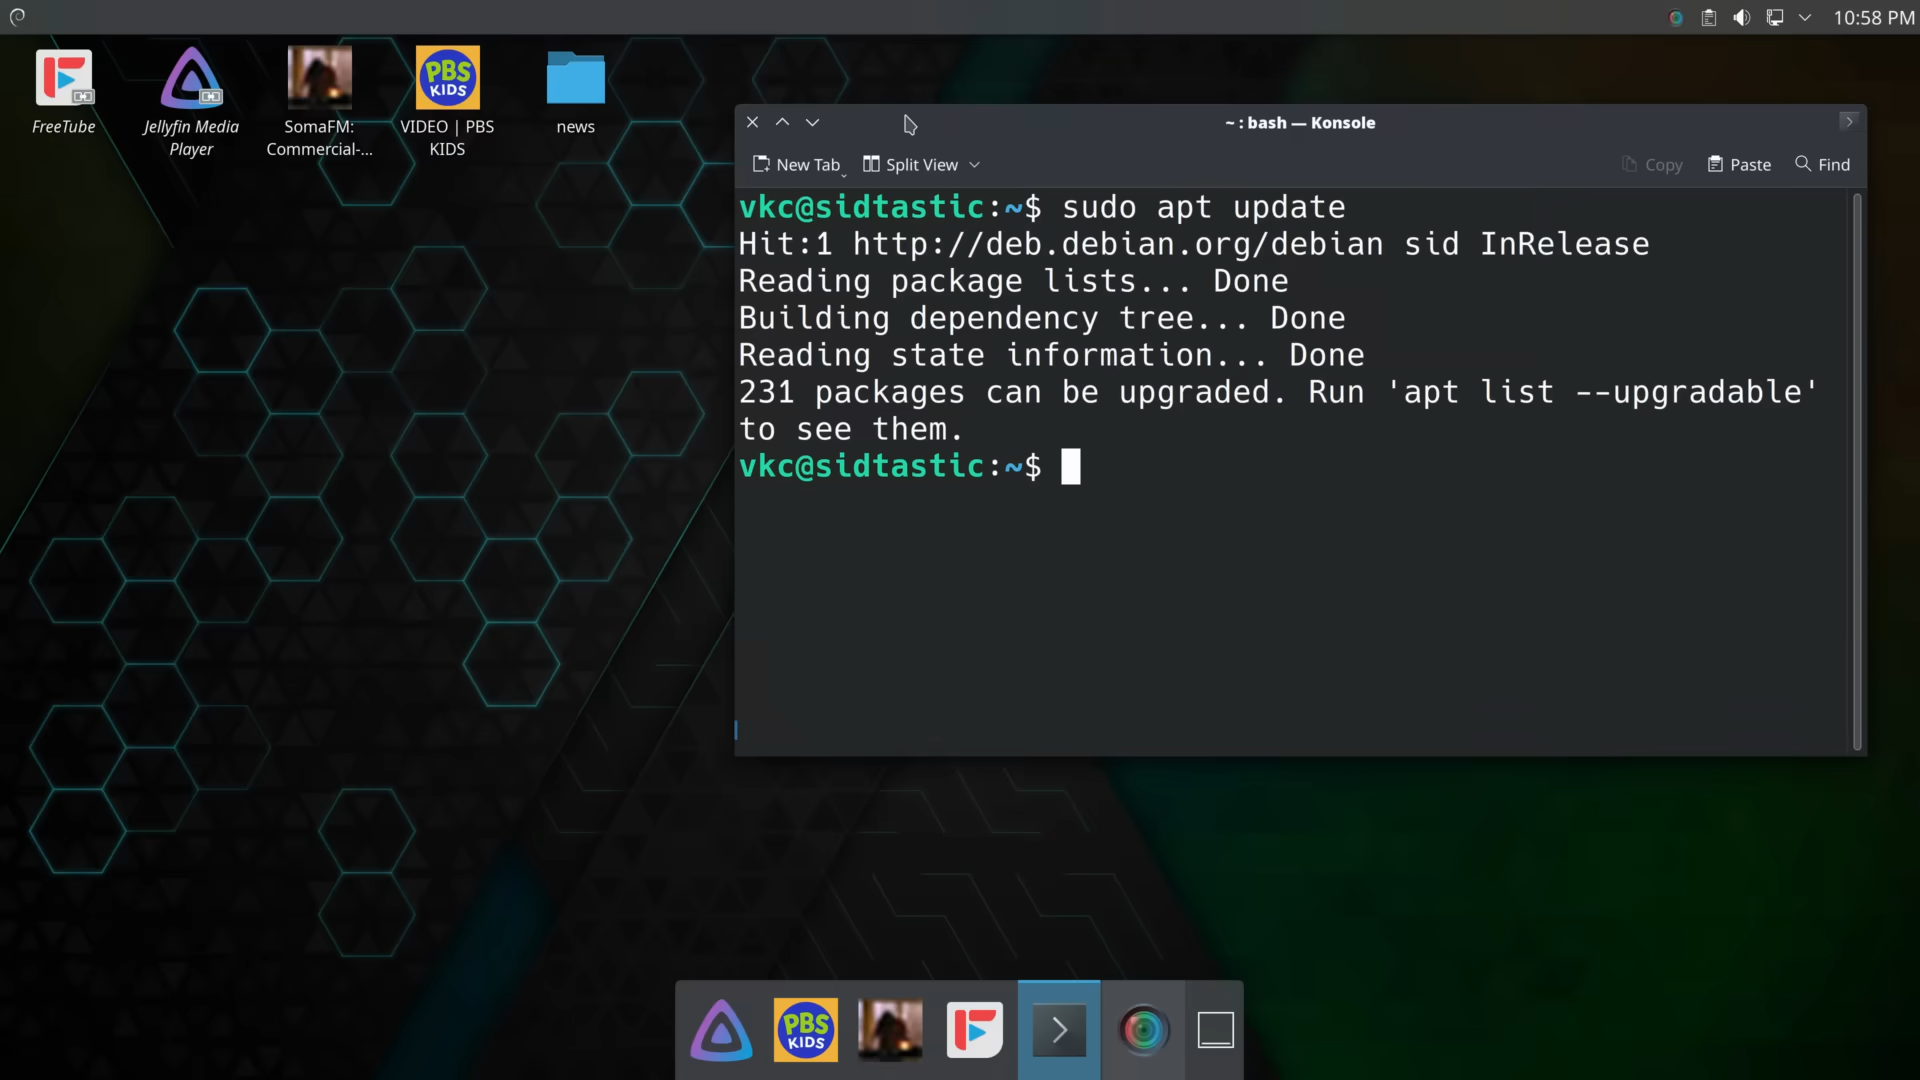 10:58 PM
FreeTube
Jellyfin Media
Player
SomaFM:
Commercial-...
PBS
KIDS
VIDEO | PBS
KIDS
news
~ : bash — Konsole
New Tab
Split View
Copy
Paste
Find
vkc@sidtastic:~$ sudo apt update
Hit:1 http://deb.debian.org/debian sid InRelease
Reading package lists... Done
Building dependency tree... Done
Reading state information... Done
231 packages can be upgraded. Run 'apt list --upgradable'
to see them.
vkc@sidtastic:~$
PBS
KIDS